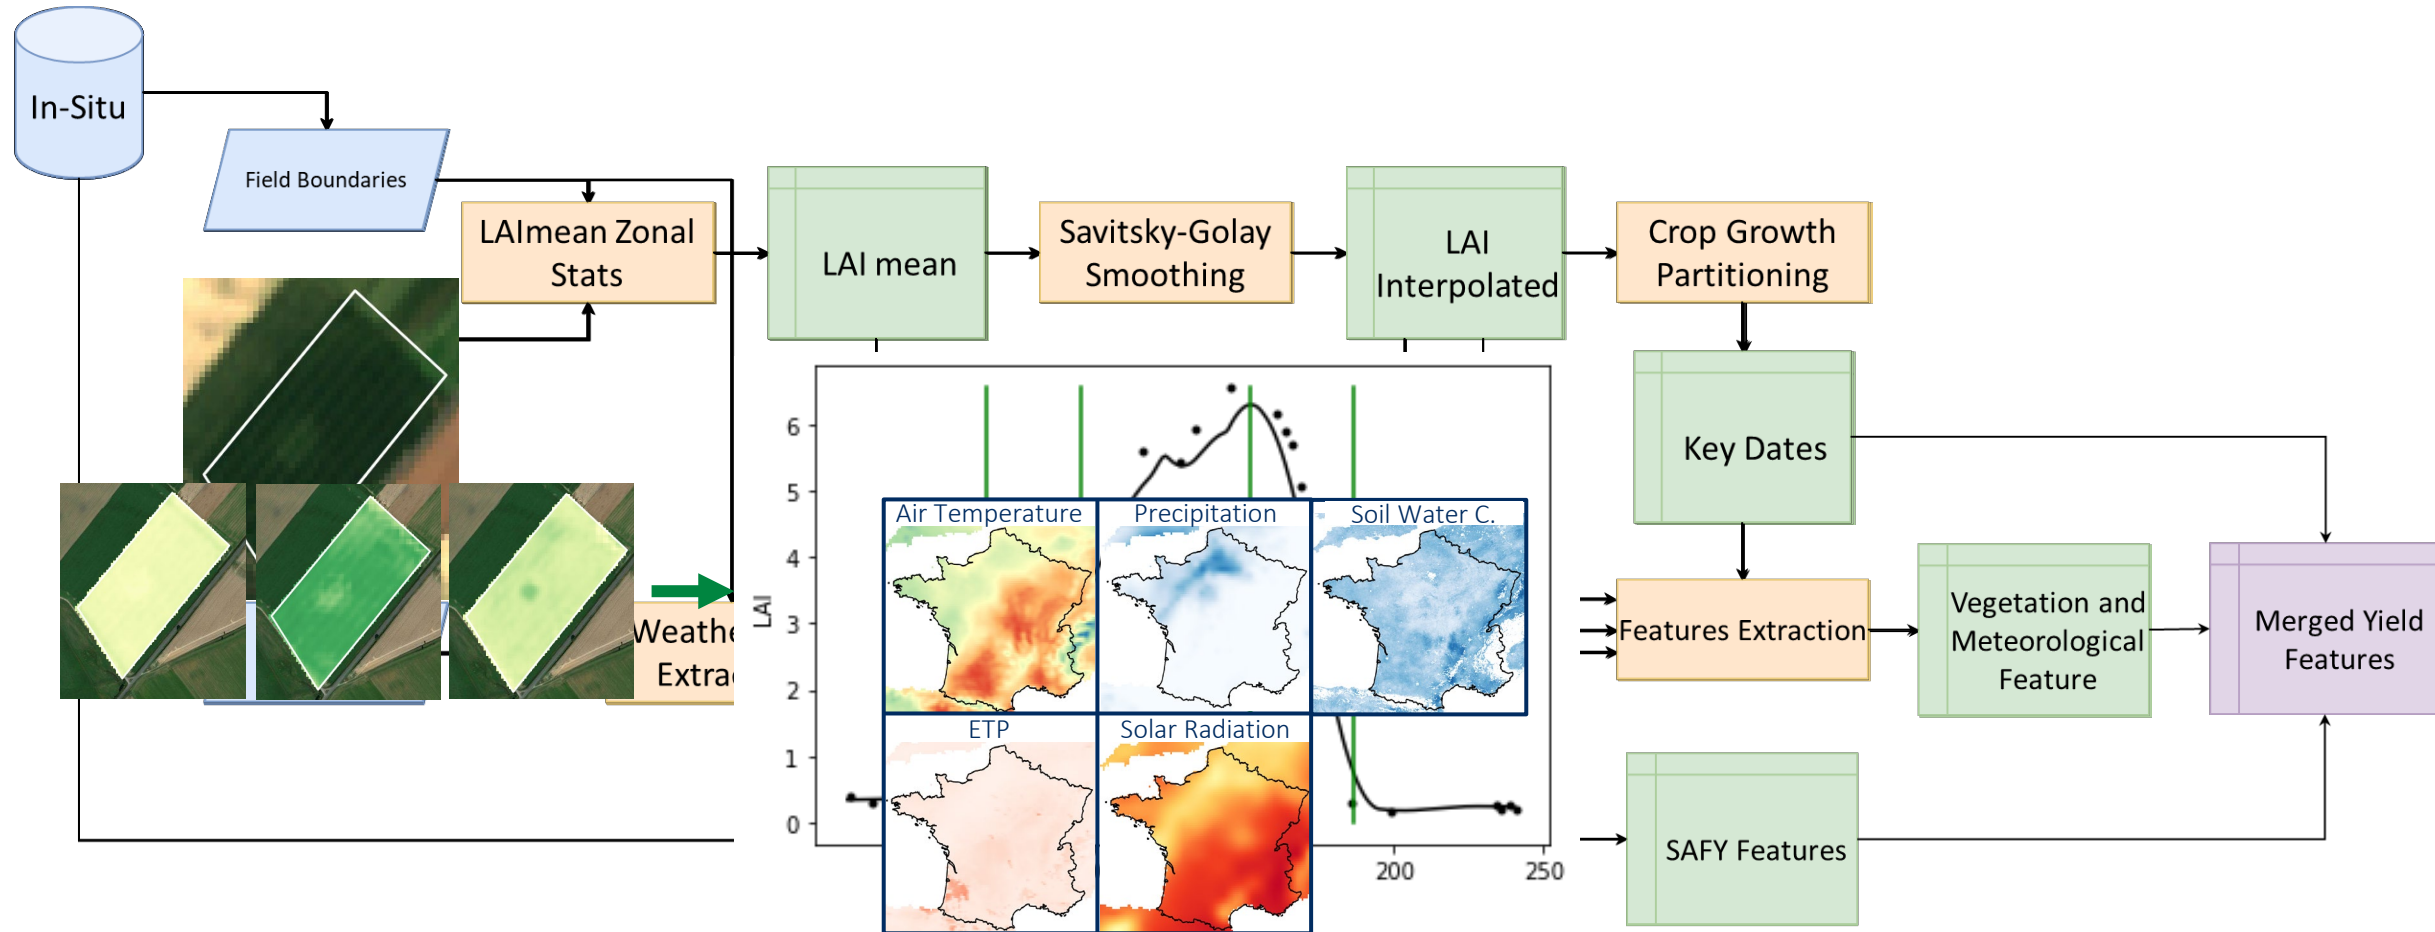 In-Situ
Field Boundaries
LAImean Zonal
Stats
LAI mean
Savitsky-Golay
Smoothing
LAI
Interpolated
Crop Growth
Partitioning
Key Dates
6
5
4
3
2
1
0
LAI
200
250
Air Temperature
Precipitation
Soil Water C.
ETP
Solar Radiation
Features Extraction
Vegetation and
Meteorological
Feature
Merged Yield
Features
SAFY Features